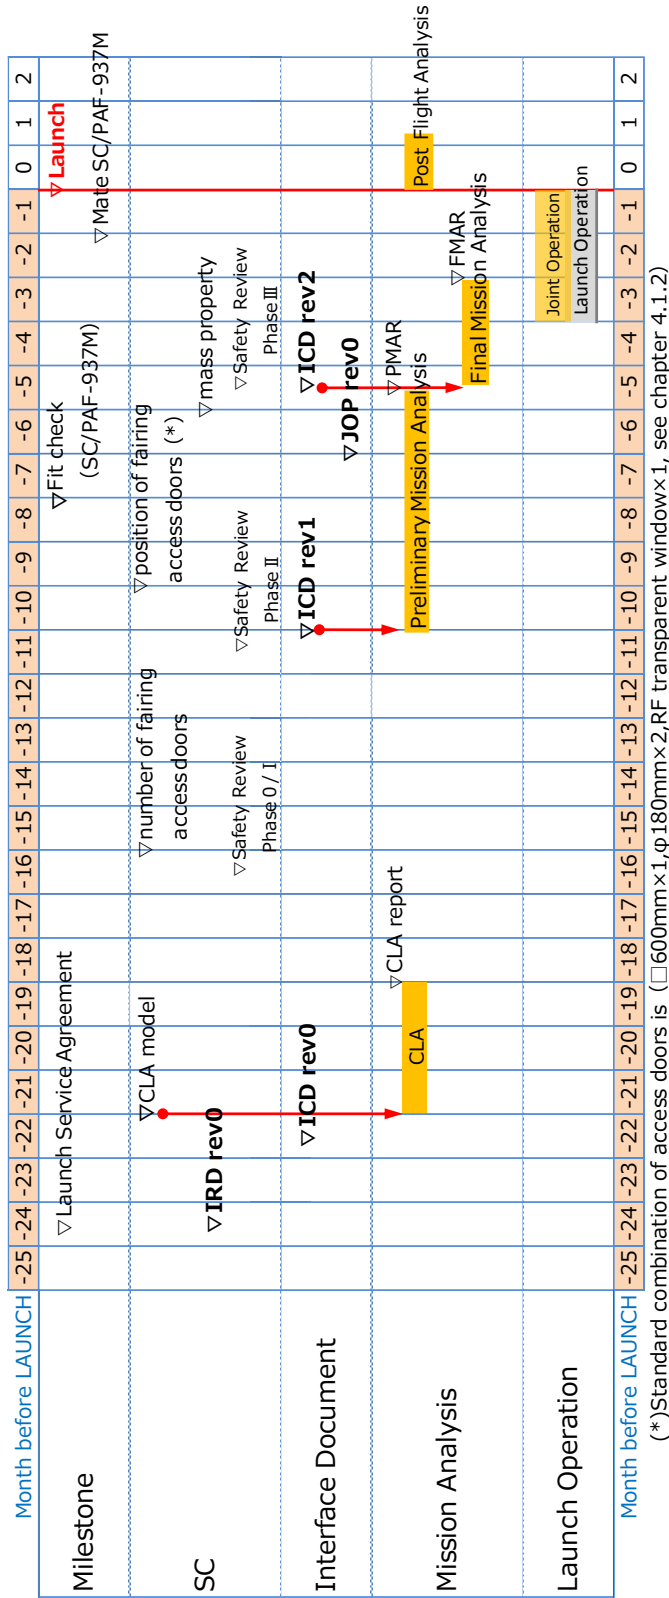 Month before LAUNCH -25 -24 -23 -22 -21 -20 -19 -18 -17 -16 -15 -14 -13 -12 -11 -10 -9 -8 -7 -6 -5 -4 -3 -2 -1 0 1 2
Milestone
▽Launch Service Agreement
▽Fit check
(SC/PAF-937M)
▽Launch
▽Mate SC/PAF-937M
SC
▽CLA model
▽IRD rev0
▽number of fairing
access doors
▽Safety Review
Phase 0 / Ⅰ
▽position of fairing
access doors (*)
▽Safety Review
Phase Ⅱ
▽mass property
▽Safety Review
Phase Ⅲ
Interface Document
▽ICD rev0
▽ICD rev1
▽ICD rev2
▽JOP rev0
Mission Analysis
▽CLA report
CLA
▽PMAR
Preliminary Mission Analysis
▽FMAR
Final Mission Analysis
Post Flight Analysis
Launch Operation
Joint Operation
Launch Operation
Month before LAUNCH -25 -24 -23 -22 -21 -20 -19 -18 -17 -16 -15 -14 -13 -12 -11 -10 -9 -8 -7 -6 -5 -4 -3 -2 -1 0 1 2
(*)Standard combination of access doors is (□600mm×1,φ180mm×2,RF transparent window×1, see chapter 4.1.2)